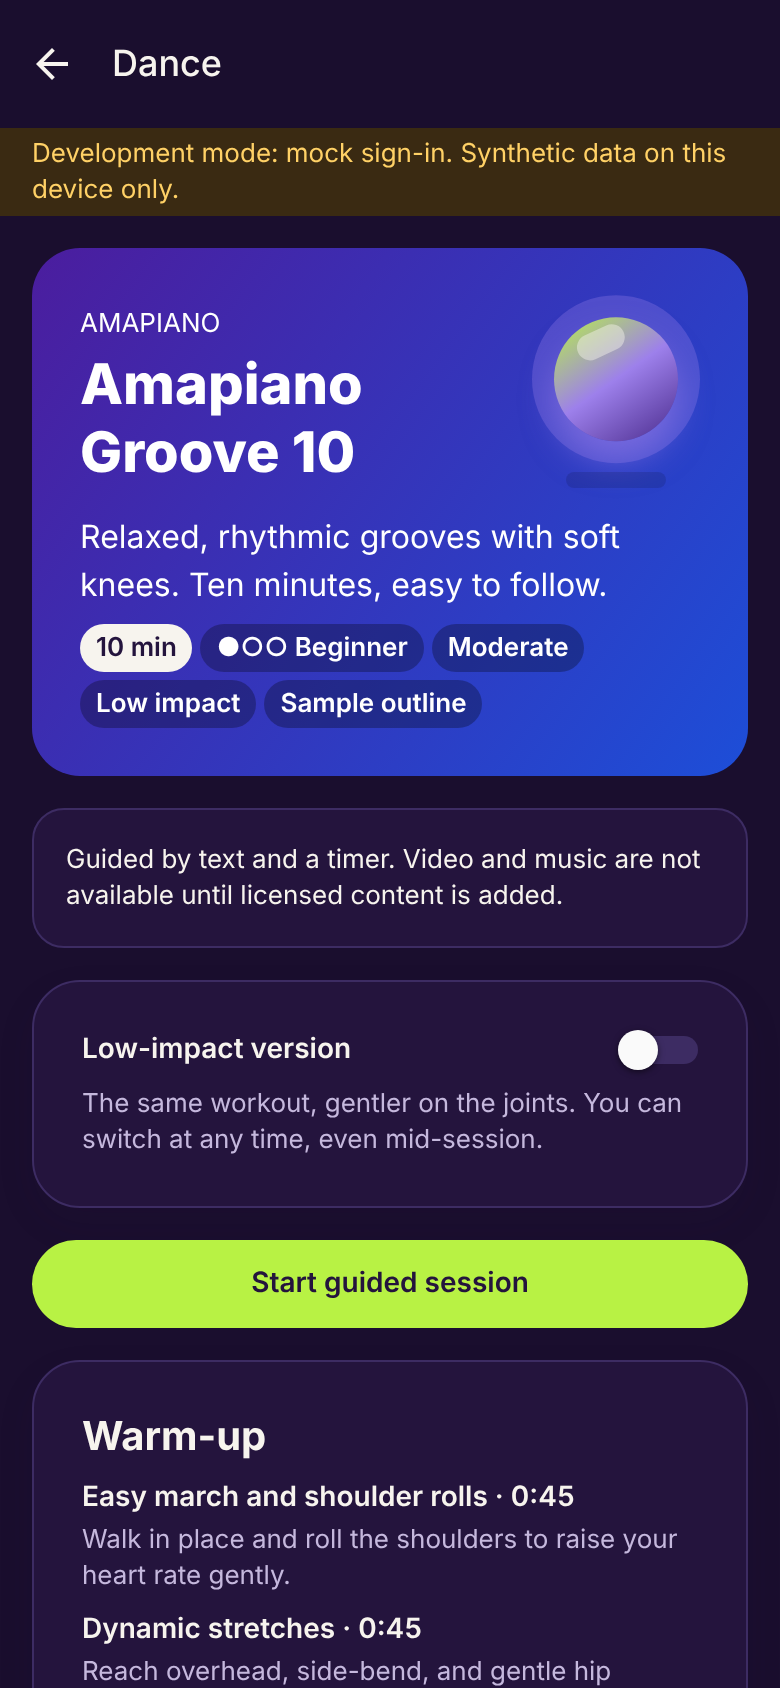 Dance
Development mode: mock sign-in. Synthetic data on this
device only.
AMAPIANO
Amapiano
Groove 10
Relaxed, rhythmic grooves with soft
knees. Ten minutes, easy to follow.
10 min
Beginner
Moderate
Low impact
Sample outline
Guided by text and a timer. Video and music are not
available until licensed content is added.
Low-impact version
The same workout, gentler on the joints. You can
switch at any time, even mid-session.
Start guided session
Warm-up
Easy march and shoulder rolls · 0:45
Walk in place and roll the shoulders to raise your
heart rate gently.
Dynamic stretches · 0:45
Reach overhead, side-bend, and gentle hip